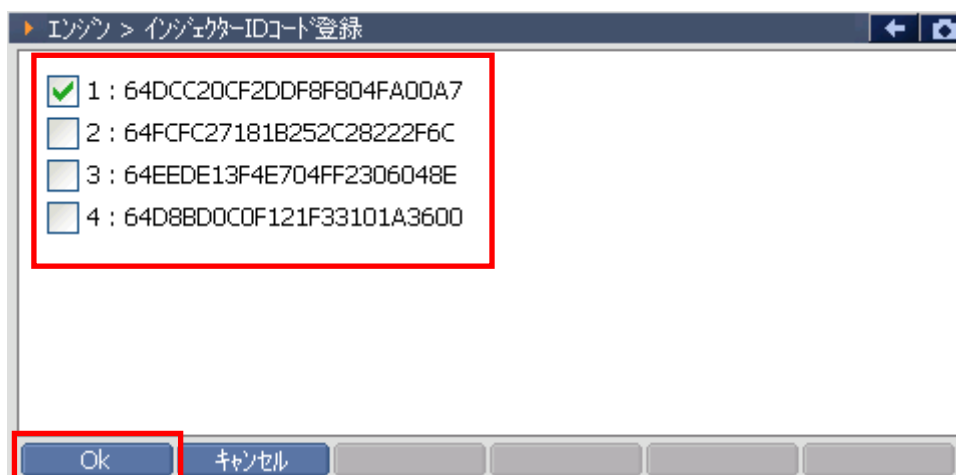 エンジン > インジェクターIDコード登録
1 : 64DCC20CF2DDF8F804FA00A7
2 : 64FCFC27181B252C28222F6C
3 : 64EEDE13F4E704FF2306048E
4 : 64D8BD0C0F121F33101A3600
Ok キャンセル